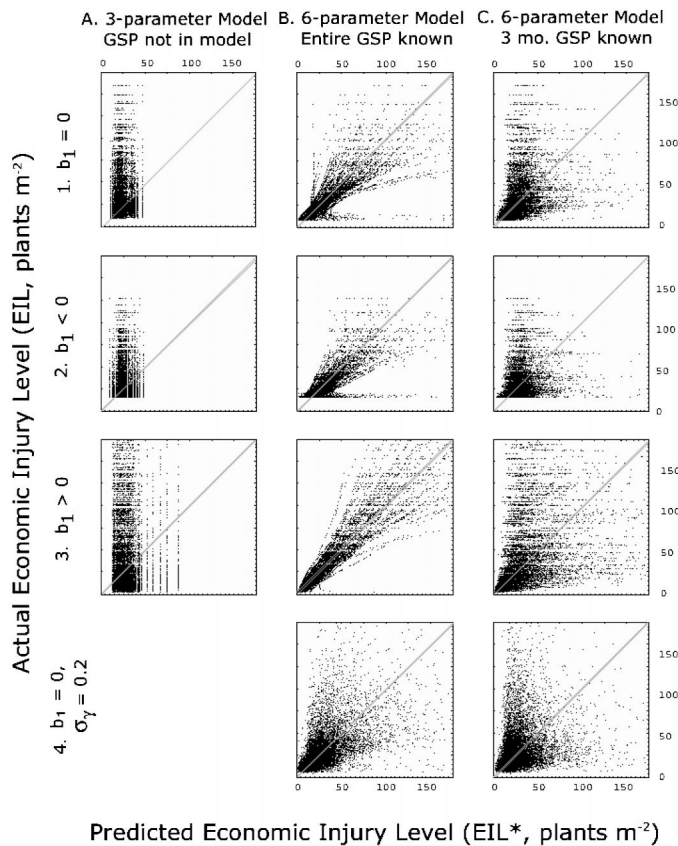 A. 3-parameter Model
GSP not in model
B. 6-parameter Model
Entire GSP known
C. 6-parameter Model
3 mo. GSP known
0 50 100 150
0 50 100 150
0 50 100 150
Actual Economic Injury Level (EIL, plants m⁻²)
1. b₁ = 0
150
100
50
0
2. b₁ < 0
150
100
50
0
3. b₁ > 0
150
100
50
0
4. b₁ = 0,
σᵧ = 0.2
150
100
50
0
0 50 100 150
0 50 100 150
Predicted Economic Injury Level (EIL*, plants m⁻²)